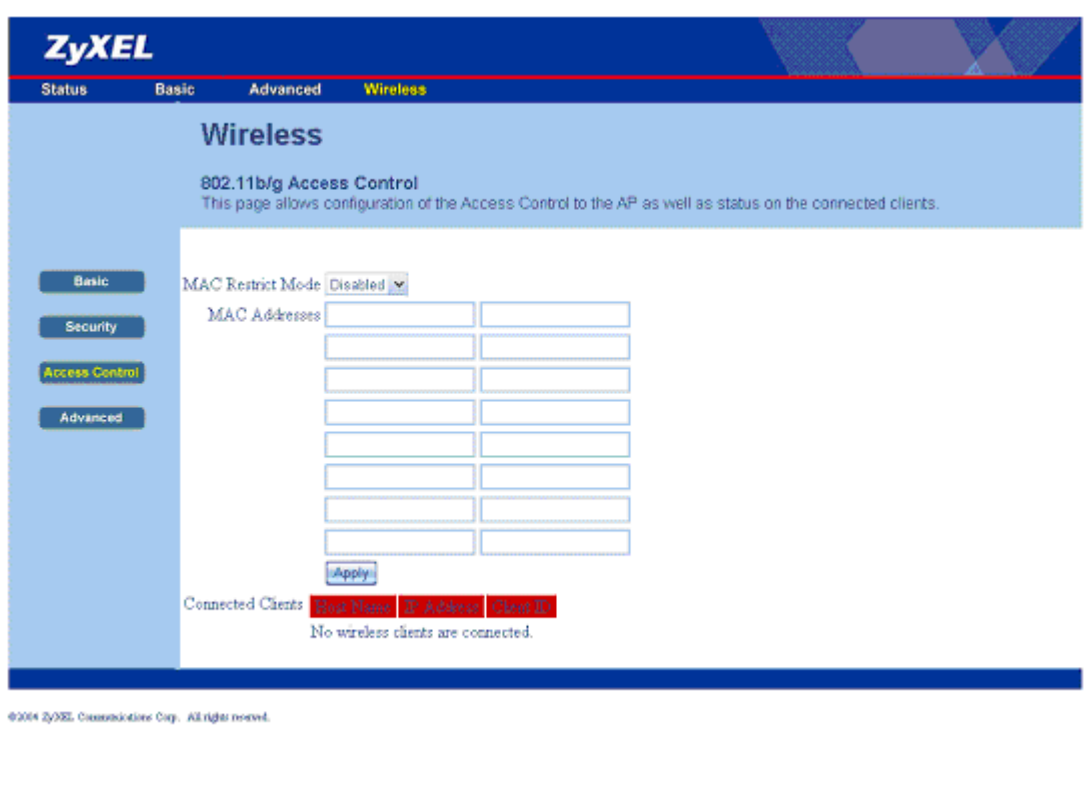 ZyXEL
Status Basic Advanced Wireless
Wireless
802.11b/g Access Control
This page allows configuration of the Access Control to the AP as well as status on the connected clients.
Basic
Security
Access Control
Advanced
MAC Restrict Mode Disabled
MAC Addresses
Apply
Connected Clients Host Name IP Address Client ID
No wireless clients are connected.
©2004 ZyXEL Communications Corp. All rights reserved.